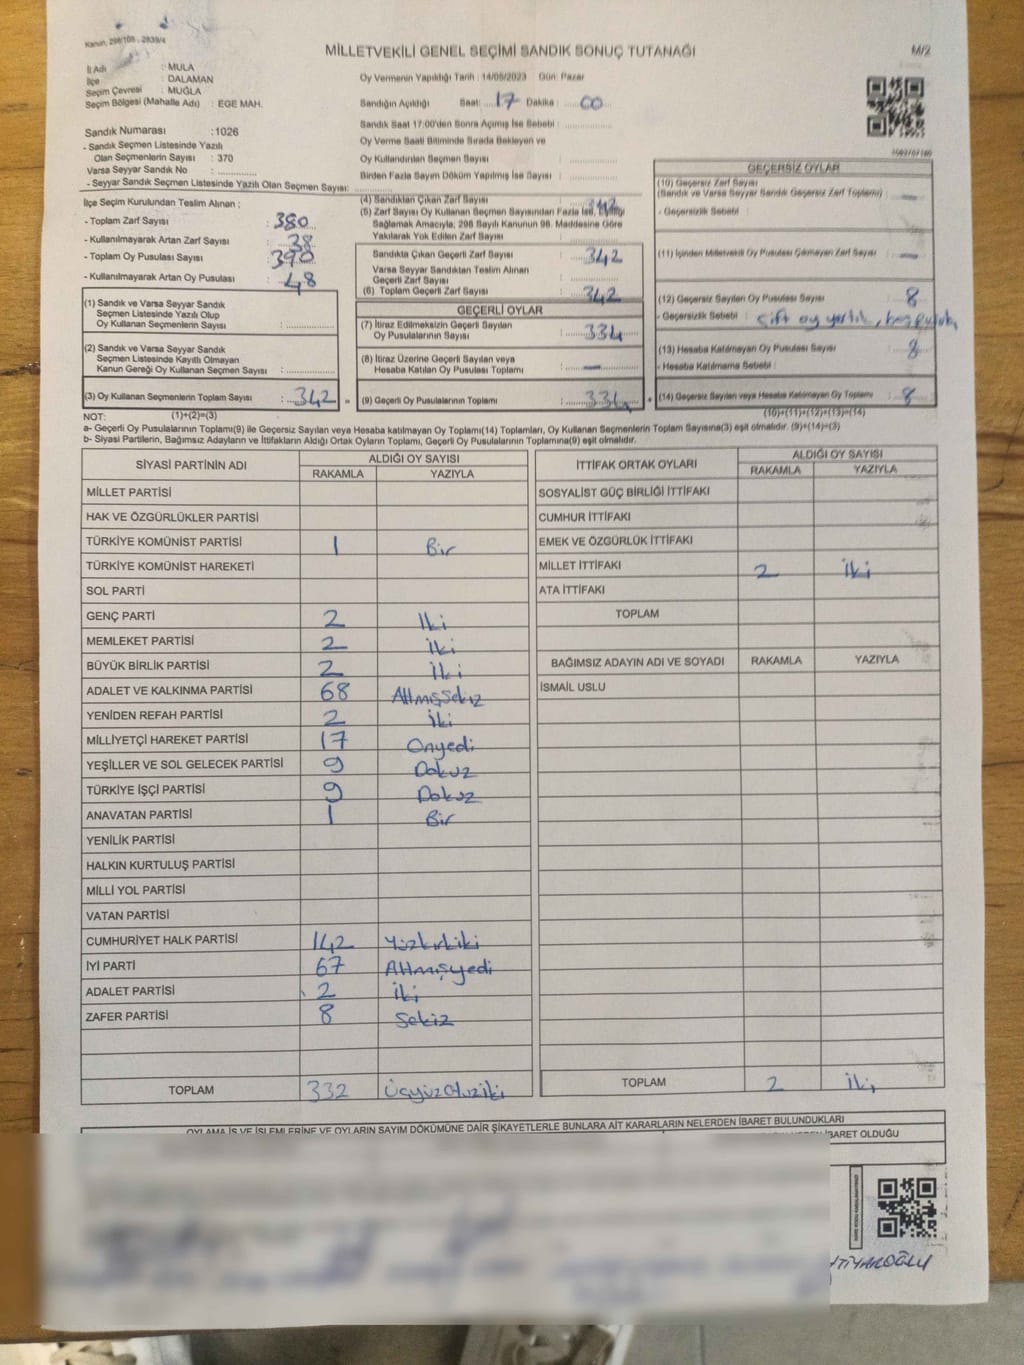 Kanun, 298/105 , 2839/4
MİLLETVEKİLİ GENEL SEÇİMİ SANDIK SONUÇ TUTANAĞI
M/2
İl Adı : MULA
İlçe : DALAMAN
Seçim Çevresi : MUĞLA
Seçim Bölgesi (Mahalle Adı) : EGE MAH.
Oy Vermenin Yapıldığı Tarih : 14/05/2023 Gün: Pazar
Sandığın Açıldığı Saat: 17 Dakika : 00
Sandık Saat 17:00'den Sonra Açımış İse Sebebi :
Oy Verme Saati Bitiminde Sırada Bekleyen ve
Oy Kullandırılan Seçmen Sayısı :
Birden Fazla Sayım Döküm Yapılmış İse Sayısı :
Sandık Numarası : 1026
- Sandık Seçmen Listesinde Yazılı
Olan Seçmenlerin Sayısı : 370
Varsa Seyyar Sandık No :
- Seyyar Sandık Seçmen Listesinde Yazılı Olan Seçmen Sayısı:
İlçe Seçim Kurulundan Teslim Alınan ;
- Toplam Zarf Sayısı : 380
- Kullanılmayarak Artan Zarf Sayısı : 38
- Toplam Oy Pusulası Sayısı : 390
- Kullanılmayarak Artan Oy Pusulası : 48
(1) Sandık ve Varsa Seyyar Sandık
Seçmen Listesinde Yazılı Olup
Oy Kullanan Seçmenlerin Sayısı :
(2) Sandık ve Varsa Seyyar Sandık
Seçmen Listesinde Kayıtlı Olmayan
Kanun Gereği Oy Kullanan Seçmen Sayısı :
(3) Oy Kullanan Seçmenlerin Toplam Sayısı : 342 =
(4) Sandıktan Çıkan Zarf Sayısı : 342
(5) Zarf Sayısı Oy Kullanan Seçmen Sayısından Fazla İse, Eşitliği
Sağlamak Amacıyla, 298 Sayılı Kanunun 98. Maddesine Göre
Yakılarak Yok Edilen Zarf Sayısı :
Sandıkta Çıkan Geçerli Zarf Sayısı : 342
Varsa Seyyar Sandıktan Teslim Alınan
Geçerli Zarf Sayısı :
(6) Toplam Geçerli Zarf Sayısı : 342
GEÇERLİ OYLAR
(7) İtiraz Edilmeksizin Geçerli Sayılan
Oy Pusulalarının Sayısı : 334
(8) İtiraz Üzerine Geçerli Sayılan veya
Hesaba Katılan Oy Pusulası Toplamı : —
(9) Geçerli Oy Pusulalarının Toplamı : 334 +
GEÇERSİZ OYLAR
(10) Geçersiz Zarf Sayısı
(Sandık ve Varsa Seyyar Sandık Geçersiz Zarf Toplamı) : —
- Geçersizlik Sebebi :
(11) İçinden Milletvekili Oy Pusulası Çıkmayan Zarf Sayısı : —
(12) Geçersiz Sayılan Oy Pusulası Sayısı : 8
- Geçersizlik Sebebi : Çift oy
(13) Hesaba Katılmayan Oy Pusulası Sayısı : 8
- Hesaba Katılmama Sebebi :
(14) Geçersiz Sayılan veya Hesaba Katılmayan Oy Toplamı : 8
NOT: (1)+(2)=(3)
(10)+(11)+(12)+(13)=(14)
a- Geçerli Oy Pusulalarının Toplamı(9) ile Geçersiz Sayılan veya Hesaba Katılmayan Oy Toplamı(14) Toplamları, Oy Kullanan Seçmenlerin Toplam Sayısına(3) eşit olmalıdır. (9)+(14)=(3)
b- Siyasi Partilerin, Bağımsız Adayların ve İttifakların Aldığı Ortak Oyların Toplamı, Geçerli Oy Pusulalarının Toplamına(9) eşit olmalıdır.
SİYASİ PARTİNİN ADI ALDIĞI OY SAYISI
RAKAMLA YAZIYLA
MİLLET PARTİSİ
HAK VE ÖZGÜRLÜKLER PARTİSİ
TÜRKİYE KOMÜNİST PARTİSİ 1 Bir
TÜRKİYE KOMÜNİST HAREKETİ
SOL PARTİ
GENÇ PARTİ 2 İki
MEMLEKET PARTİSİ 2 İki
BÜYÜK BİRLİK PARTİSİ 2 İki
ADALET VE KALKINMA PARTİSİ 68 Altmışsekiz
YENİDEN REFAH PARTİSİ 2 İki
MİLLİYETÇİ HAREKET PARTİSİ 17 Onyedi
YEŞİLLER VE SOL GELECEK PARTİSİ 9 Dokuz
TÜRKİYE İŞÇİ PARTİSİ 9 Dokuz
ANAVATAN PARTİSİ 1 Bir
YENİLİK PARTİSİ
HALKIN KURTULUŞ PARTİSİ
MİLLİ YOL PARTİSİ
VATAN PARTİSİ
CUMHURİYET HALK PARTİSİ 142 Yüzkırkiki
İYİ PARTİ 67 Altmışyedi
ADALET PARTİSİ 2 İki
ZAFER PARTİSİ 8 Sekiz
TOPLAM 332 Üçyüzotuziki
İTTİFAK ORTAK OYLARI ALDIĞI OY SAYISI
RAKAMLA YAZIYLA
SOSYALİST GÜÇ BİRLİĞİ İTTİFAKI
CUMHUR İTTİFAKI
EMEK VE ÖZGÜRLÜK İTTİFAKI
MİLLET İTTİFAKI 2 İki
ATA İTTİFAKI
TOPLAM
BAĞIMSIZ ADAYIN ADI VE SOYADI RAKAMLA YAZIYLA
İSMAİL USLU
TOPLAM 2 İki
OYLAMA İŞ VE İŞLEMLERİNE VE OYLARIN SAYIM DÖKÜMÜNE DAİR ŞİKAYETLERLE BUNLARA AİT KARARLARIN NELERDEN İBARET BULUNDUKLARI
İBARET OLDUĞU